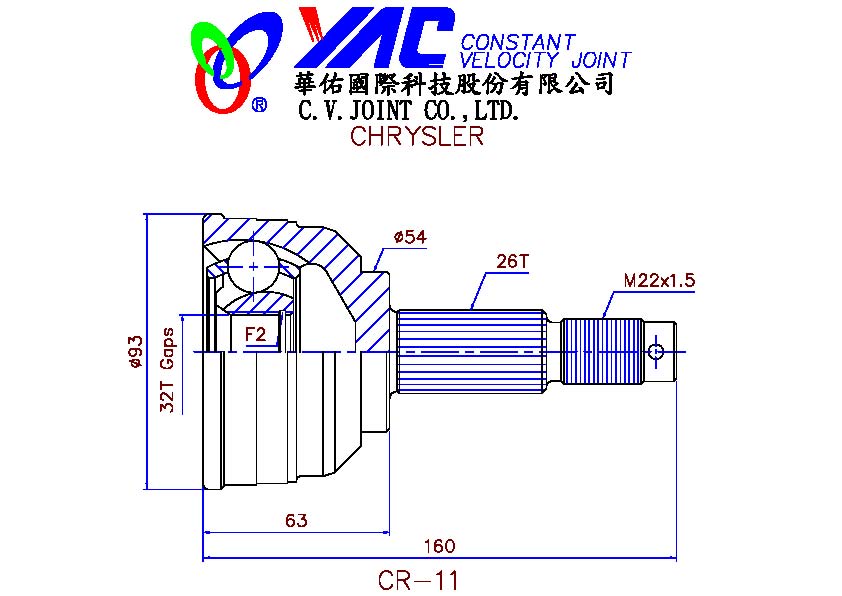 YAC CONSTANT
VELOCITY JOINT
®
華佑國際科技股份有限公司
C.V.JOINT CO.,LTD.
CHRYSLER
ø54
26T
M22x1.5
F2
ø93
32T Gaps
63
160
CR-11